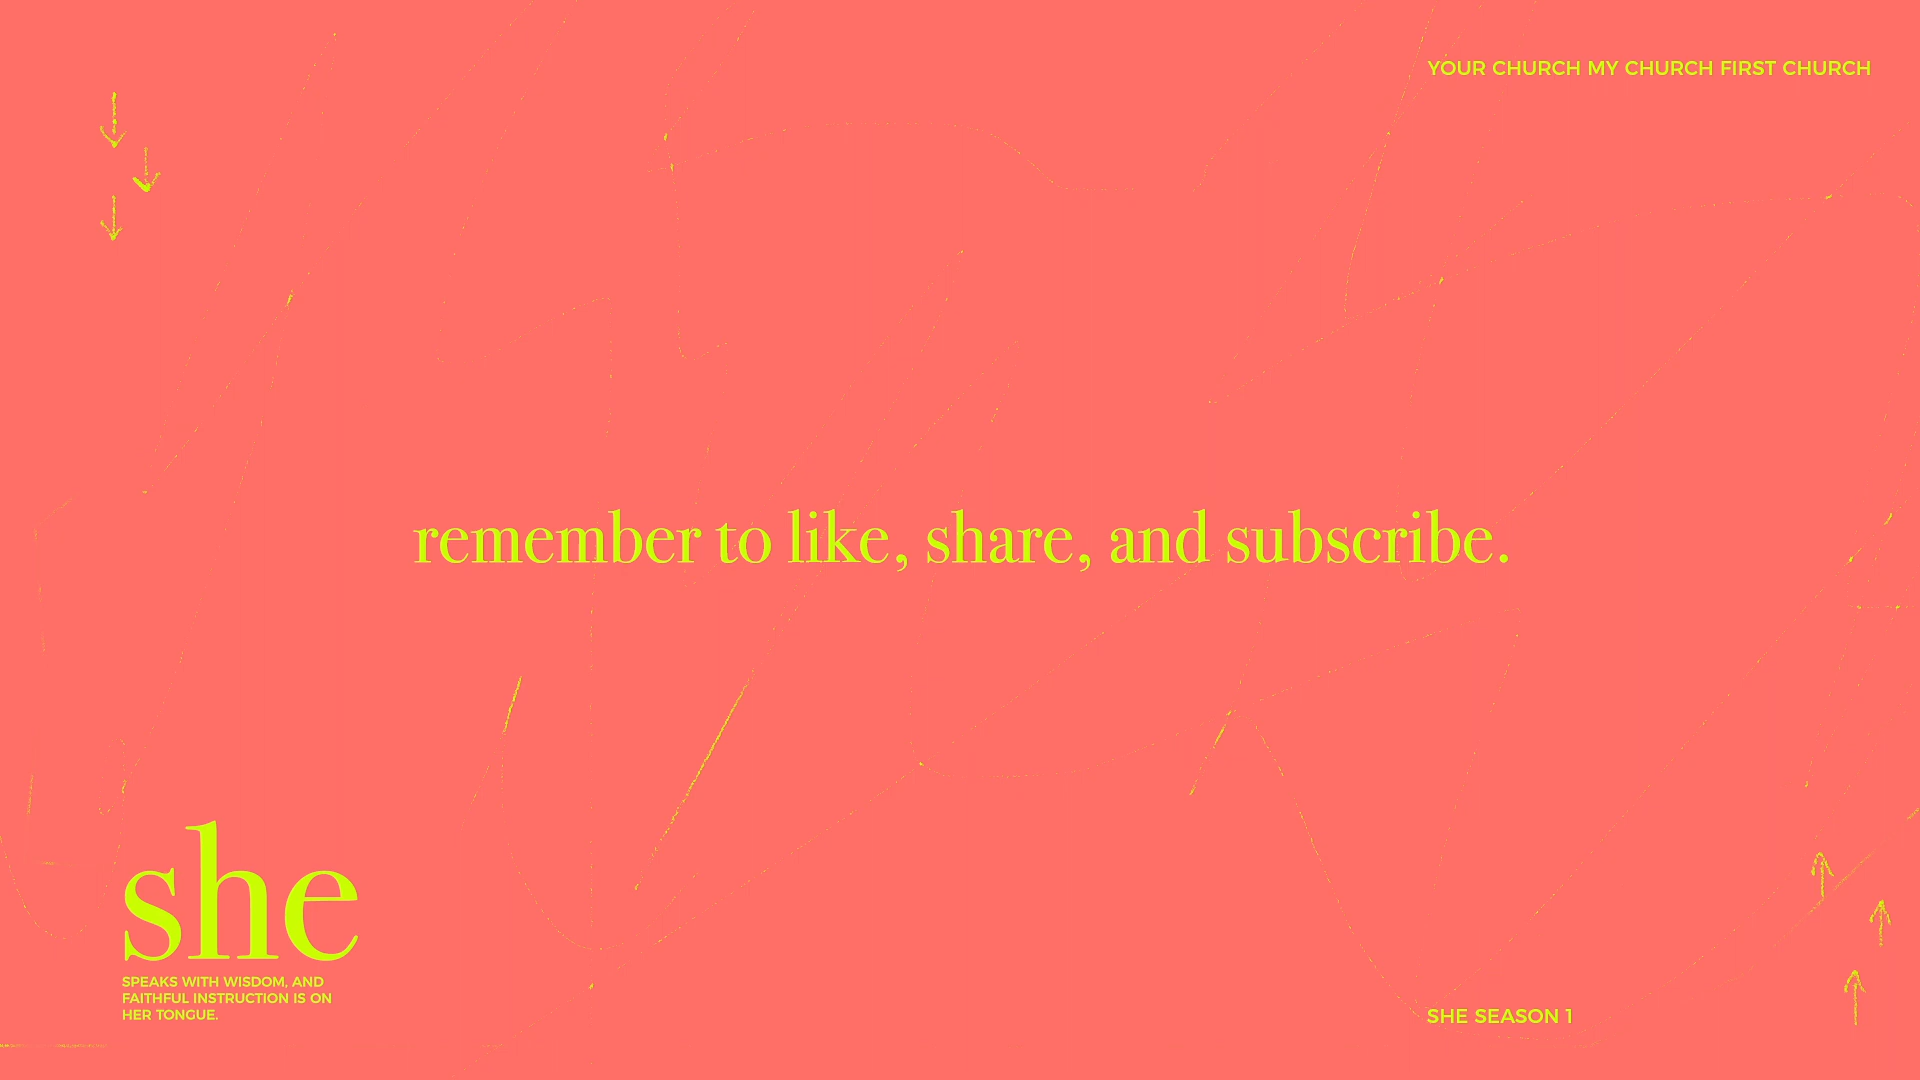 YOUR CHURCH MY CHURCH FIRST CHURCH
remember to like, share, and subscribe.
she
SPEAKS WITH WISDOM, AND
FAITHFUL INSTRUCTION IS ON
HER TONGUE.
SHE SEASON 1